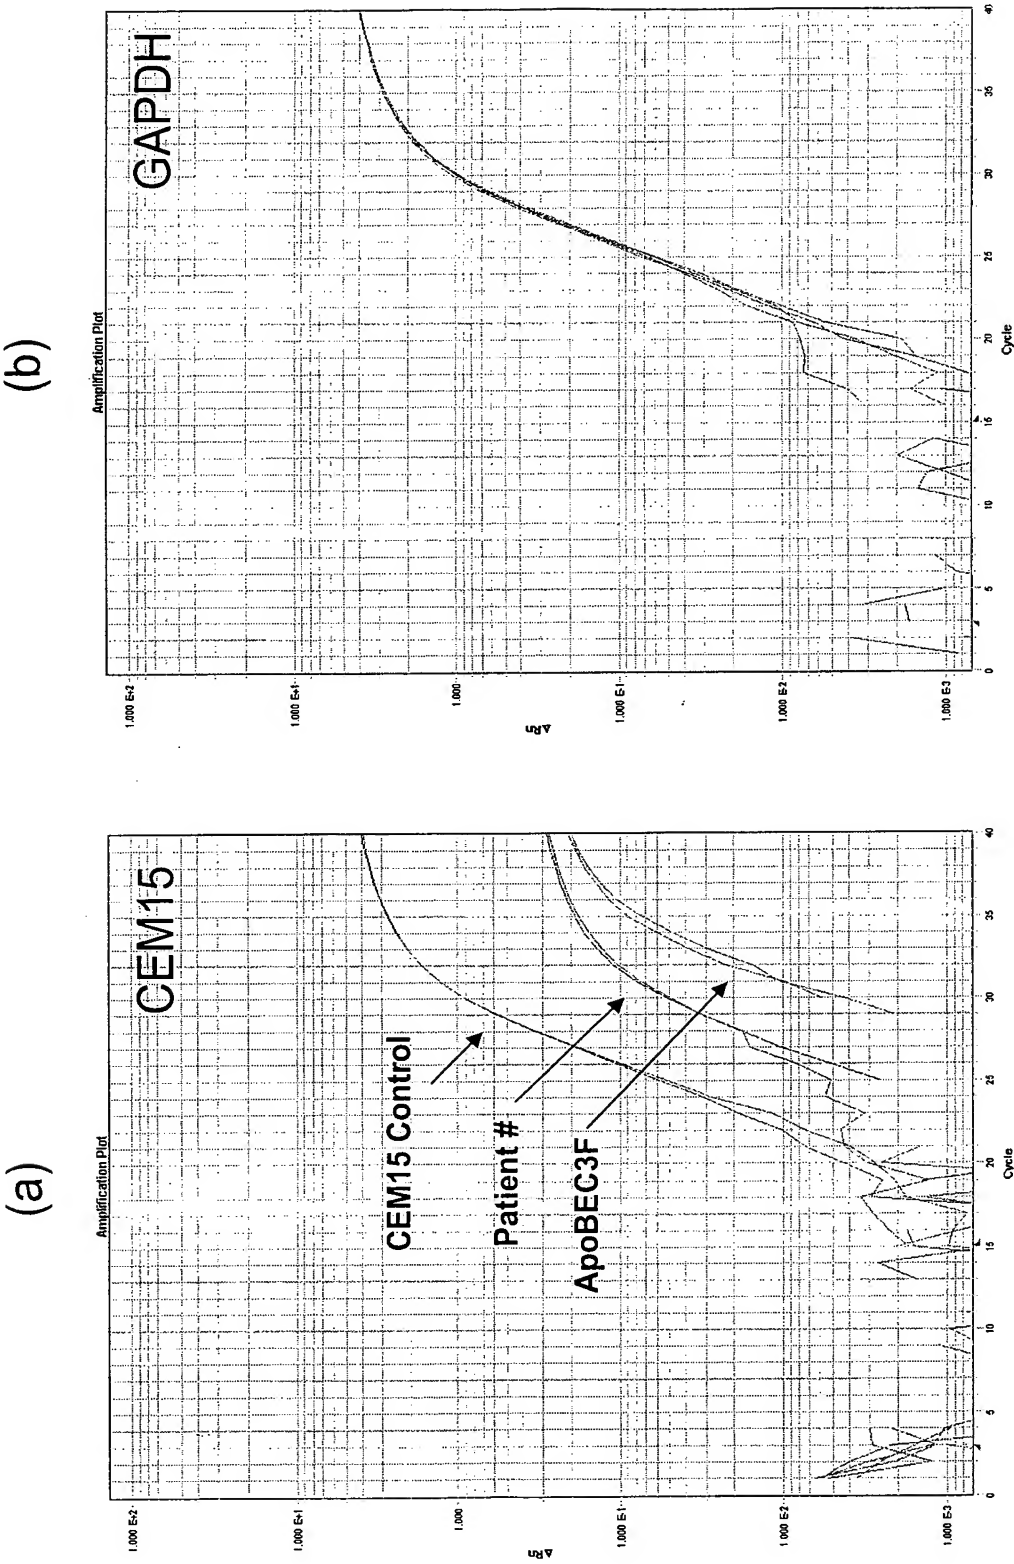 (a)
Amplification Plot
CEM15
1.000 E+2
1.000 E+1
1.000
1.000 E-1
1.000 E-2
1.000 E-3
ΔRn
CEM15 Control
Patient #
ApoBEC3F
0
5
10
15
20
25
30
35
40
Cycle
(b)
Amplification Plot
GAPDH
1.000 E+2
1.000 E+1
1.000
1.000 E-1
1.000 E-2
1.000 E-3
ΔRn
0
5
10
15
20
25
30
35
40
Cycle